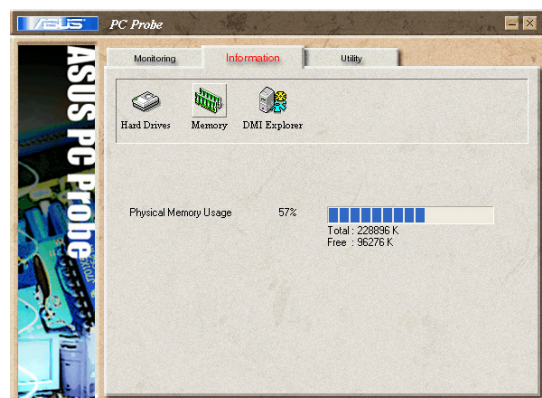 ASUS PC Probe
Monitoring Information Utility
Hard Drives Memory DMI Explorer
ASUS PC Probe
Physical Memory Usage 57%
Total : 228896 K
Free : 96276 K